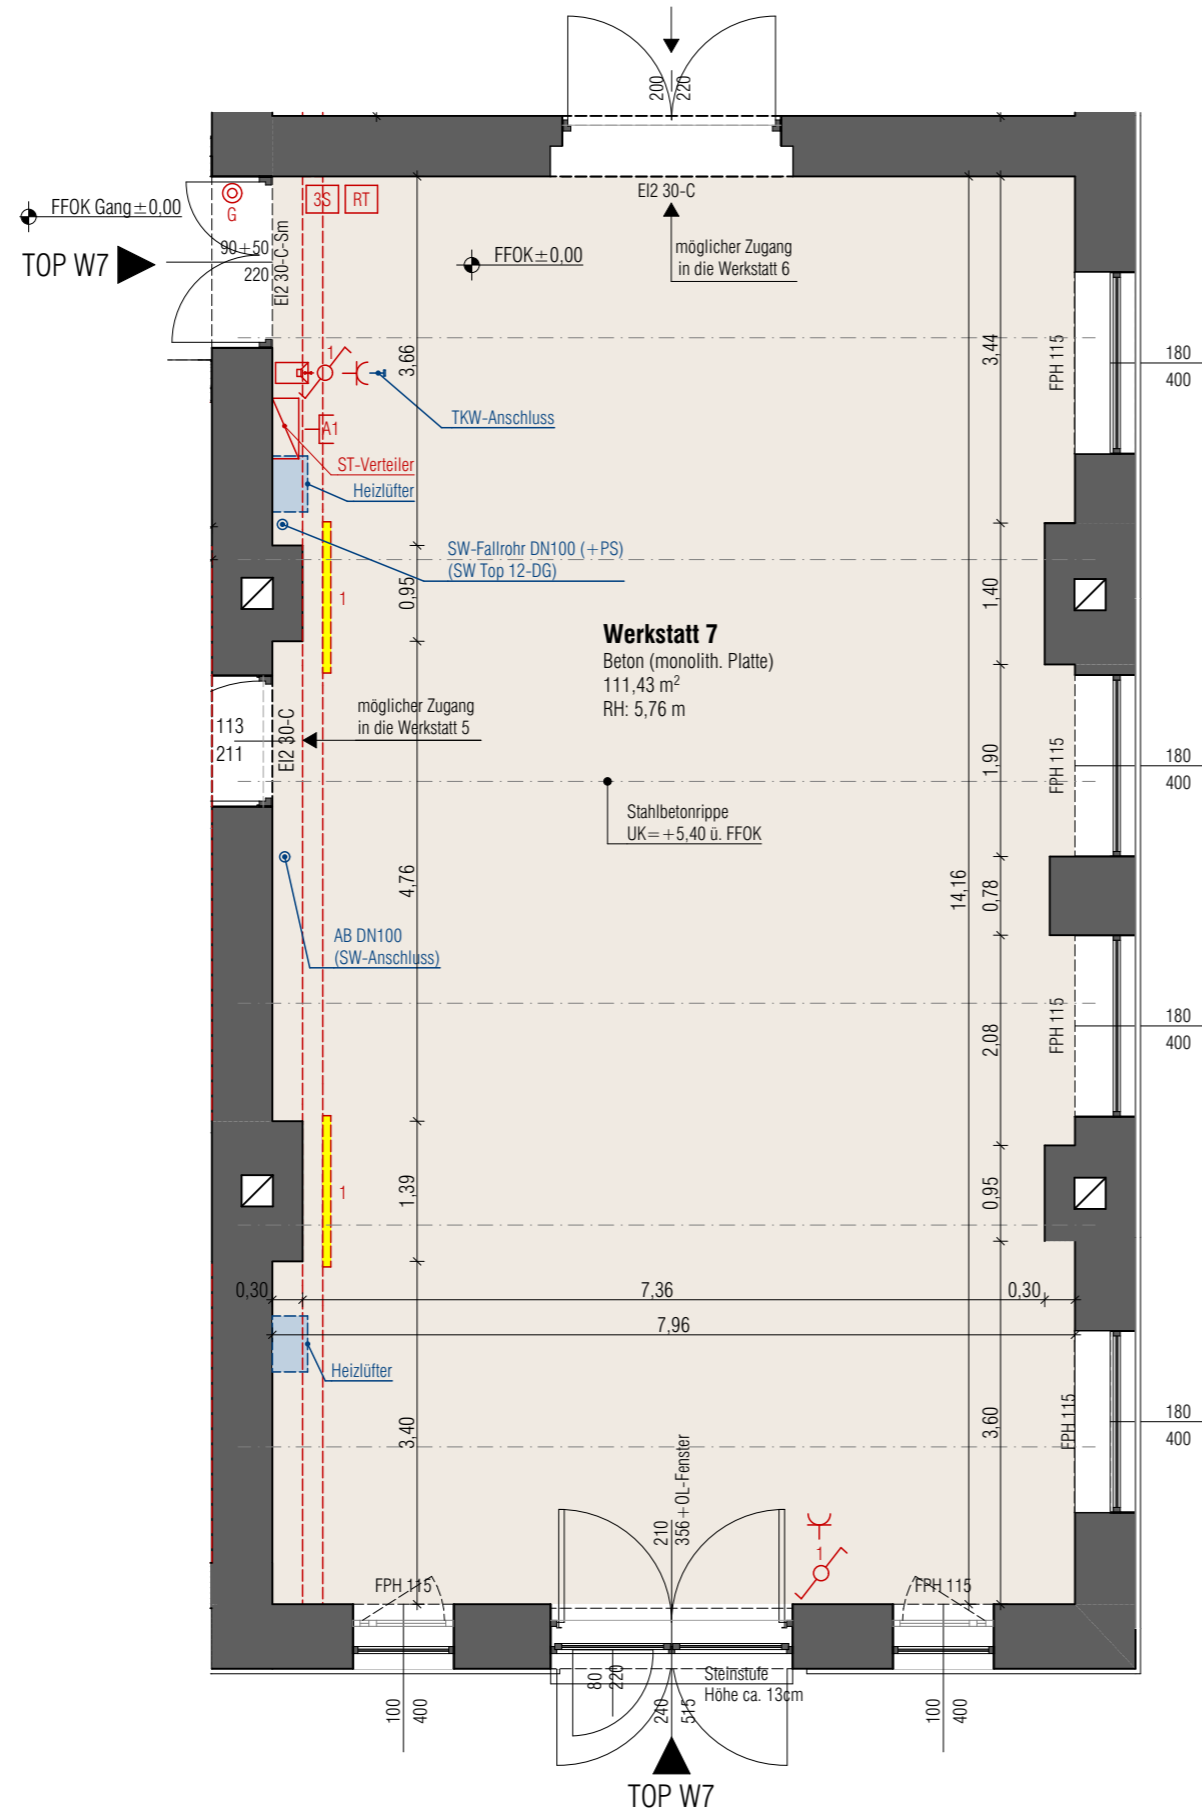 200
220
EI2 30-C
FFOK Gang±0,00
G
3S
RT
90+50
220
EI2 30-C-Sm
TOP W7
FFOK±0,00
möglicher Zugang
in die Werkstatt 6
3,66
3,44
FPH 115
180
400
1
TKW-Anschluss
A1
ST-Verteiler
Heizlüfter
SW-Fallrohr DN100 (+PS)
(SW Top 12-DG)
0,95
1
1,40
Werkstatt 7
Beton (monolith. Platte)
111,43 m²
RH: 5,76 m
möglicher Zugang
in die Werkstatt 5
113
211
EI2 30-C
1,90
FPH 115
180
400
Stahlbetonrippe
UK=+5,40 ü. FFOK
4,76
14,16
0,78
AB DN100
(SW-Anschluss)
2,08
FPH 115
180
400
1,39
1
0,95
0,30
7,36
0,30
7,96
Heizlüfter
3,40
3,60
FPH 115
180
400
210
356+OL-Fenster
1
FPH 115
FPH 115
Steinstufe
Höhe ca. 13cm
80
220
100
400
240
515
100
400
TOP W7